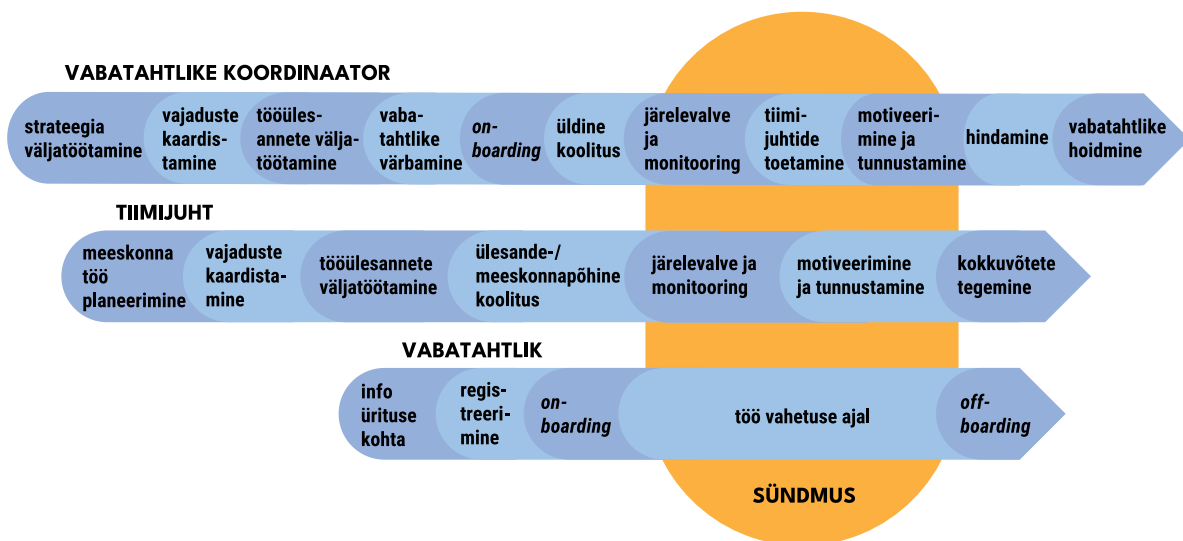 VABATAHTLIKE KOORDINAATOR
strateegia
väljatöötamine
vajaduste
kaardis-
tamine
tööüles-
annete välja-
töötamine
vaba-
tahtlike
värbamine
on-
boarding
üldine
koolitus
järelevalve
ja
monitooring
tiimi-
juhtide
toetamine
motiveeri-
mine ja
tunnustamine
hindamine
vabatahtlike
hoidmine
TIIMIJUHT
meeskonna
töö
planeerimine
vajaduste
kaardista-
mine
tööülesannete
väljatöötamine
ülesande-/
meeskonnapõhine
koolitus
järelevalve ja
monitooring
motiveerimine
ja tunnustamine
kokkuvõtete
tegemine
VABATAHTLIK
info
ürituse
kohta
regis-
treeri-
mine
on-
boarding
töö vahetuse ajal
off-
boarding
SÜNDMUS